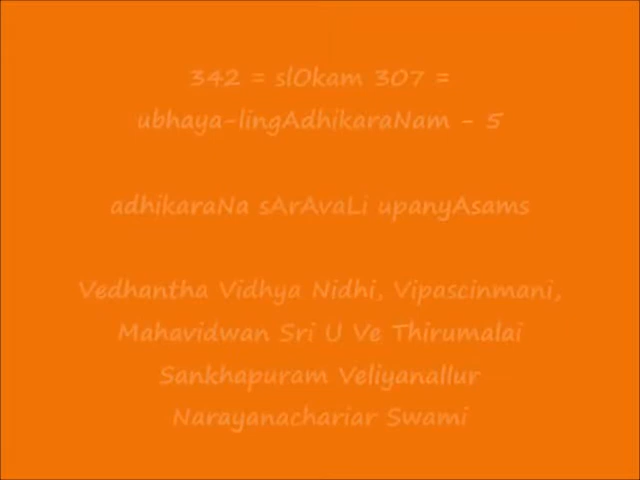 342 = slOkam 307 =
ubhaya-lingAdhikaraNam - 5
adhikaraNa sArAvaLi upanyAsams
Vedhantha Vidhya Nidhi, Vipascinmani,
Mahavidwan Sri U Ve Thirumalai
Sankhapuram Veliyanallur
Narayanachariar Swami